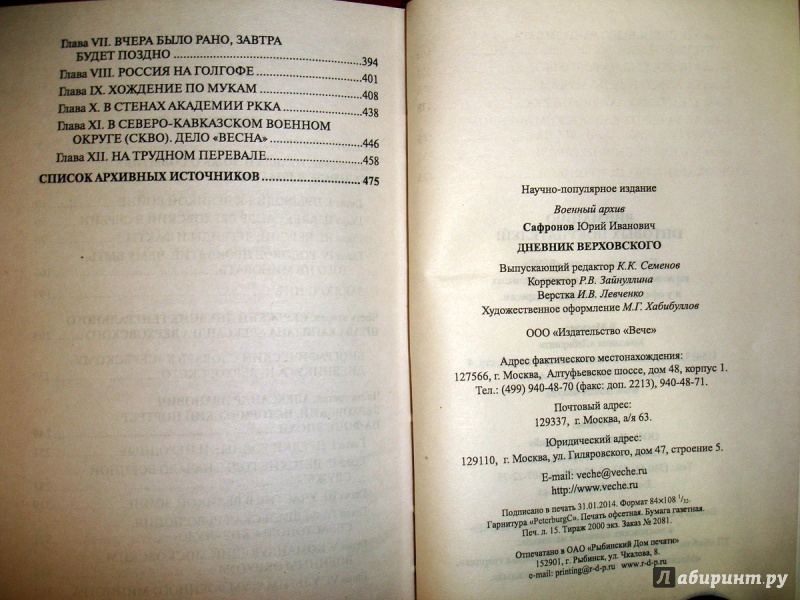 Глава VII. ВЧЕРА БЫЛО РАНО, ЗАВТРА
БУДЕТ ПОЗДНО ........ 394
Глава VIII. РОССИЯ НА ГОЛГОФЕ ........ 401
Глава IX. ХОЖДЕНИЕ ПО МУКАМ ........ 408
Глава X. В СТЕНАХ АКАДЕМИИ РККА ........ 438
Глава XI. В СЕВЕРО-КАВКАЗСКОМ ВОЕННОМ
ОКРУГЕ (СКВО). ДЕЛО «ВЕСНА» ........ 446
Глава XII. НА ТРУДНОМ ПЕРЕВАЛЕ ........ 458
СПИСОК АРХИВНЫХ ИСТОЧНИКОВ ........ 475
Научно-популярное издание
Военный архив
Сафронов Юрий Иванович
ДНЕВНИК ВЕРХОВСКОГО
Выпускающий редактор К.К. Семенов
Корректор Р.В. Зайнуллина
Верстка И.В. Левченко
Художественное оформление М.Г. Хабибуллов
ООО «Издательство «Вече»
Адрес фактического местонахождения:
127566, г. Москва, Алтуфьевское шоссе, дом 48, корпус 1.
Тел.: (499) 940-48-70 (факс: доп. 2213), 940-48-71.
Почтовый адрес:
129337, г. Москва, а/я 63.
Юридический адрес:
129110, г. Москва, ул. Гиляровского, дом 47, строение 5.
E-mail: veche@veche.ru
http://www.veche.ru
Подписано в печать 31.01.2014. Формат 84×108 1/32.
Гарнитура «PeterburgC». Печать офсетная. Бумага газетная.
Печ. л. 15. Тираж 2000 экз. Заказ № 2081.
Отпечатано в ОАО «Рыбинский Дом печати»
152901, г. Рыбинск, ул. Чкалова, 8.
e-mail: printing@r-d-p.ru www.r-d-p.ru
Лабиринт.ру